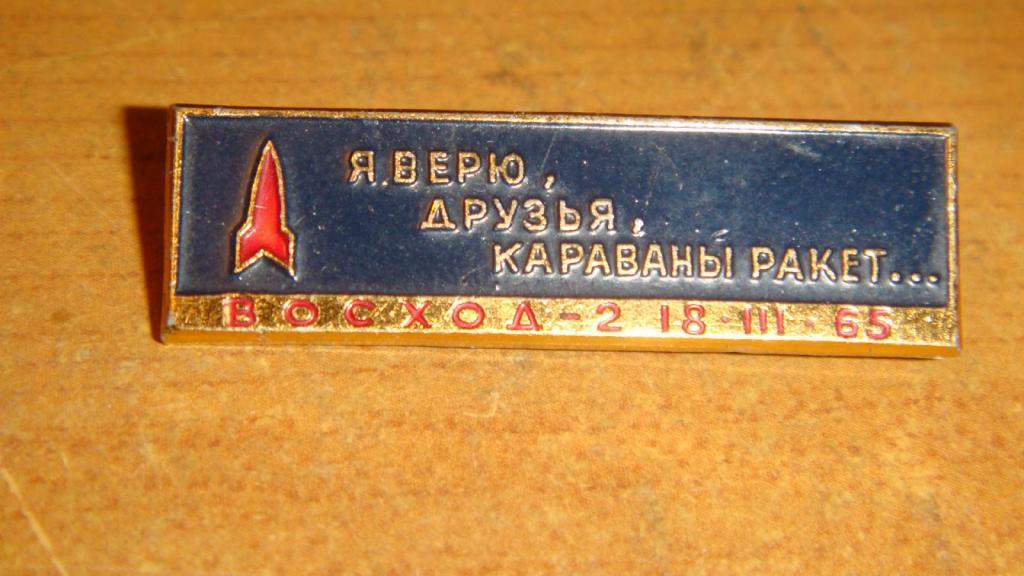 Я ВЕРЮ,
ДРУЗЬЯ,
КАРАВАНЫ РАКЕТ...
ВОСХОД-2 18·III·65